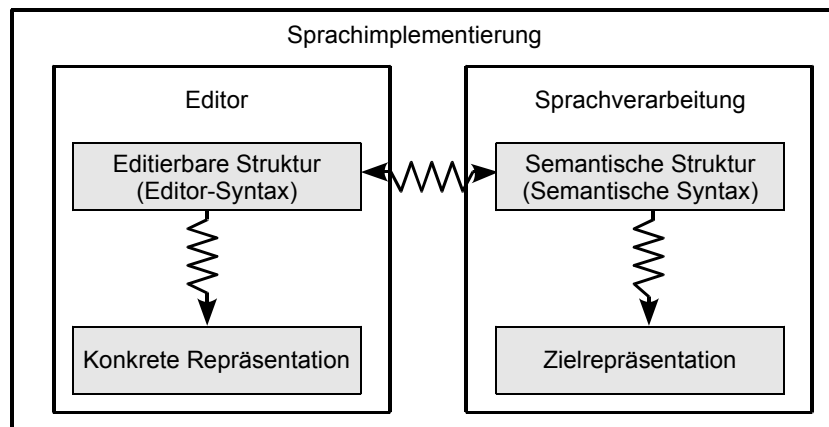 Sprachimplementierung
Editor
Sprachverarbeitung
Editierbare Struktur
(Editor-Syntax)
Semantische Struktur
(Semantische Syntax)
Konkrete Repräsentation
Zielrepräsentation